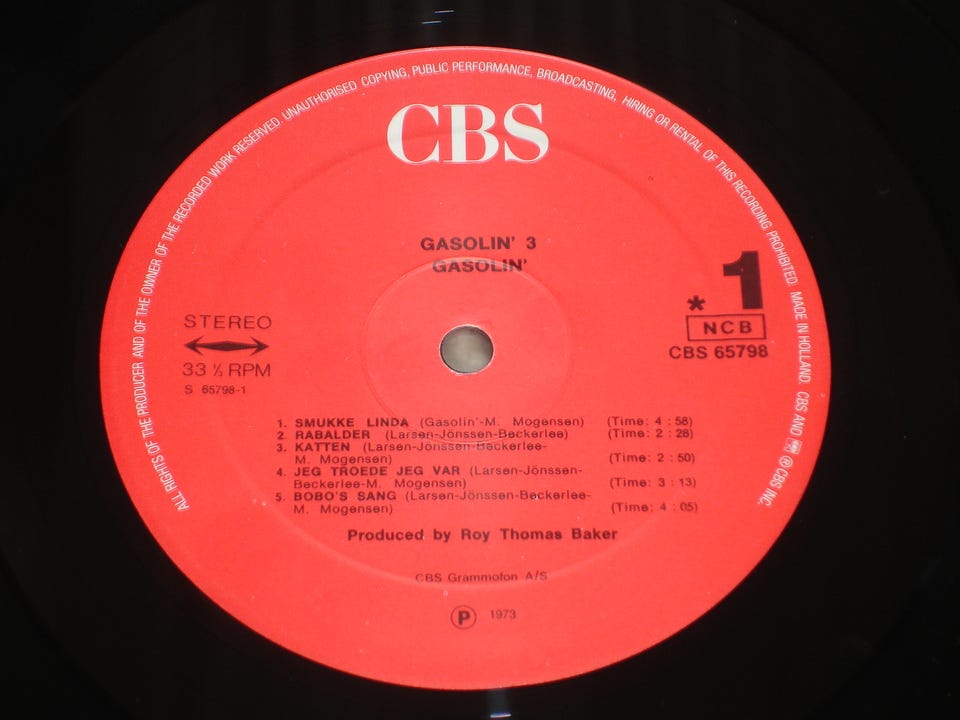 ALL RIGHTS OF THE PRODUCER AND OF THE OWNER OF THE RECORDED WORK RESERVED. UNAUTHORISED COPYING, PUBLIC PERFORMANCE, BROADCASTING, HIRING OR RENTAL OF THIS RECORDING PROHIBITED. MADE IN HOLLAND. CBS AND ℗ © CBS INC.
CBS
GASOLIN' 3
GASOLIN'
STEREO
33 ⅓ RPM
S 65798-1
* 1
NCB
CBS 65798
1. SMUKKE LINDA (Gasolin'-M. Mogensen) (Time: 4 : 58)
2. RABALDER (Larsen-Jönssen-Beckerlee) (Time: 2 : 28)
3. KATTEN (Larsen-Jönssen-Beckerlee-
M. Mogensen) (Time: 2 : 50)
4. JEG TROEDE JEG VAR (Larsen-Jönssen-
Beckerlee-M. Mogensen) (Time: 3 : 13)
5. BOBO'S SANG (Larsen-Jönssen-Beckerlee-
M. Mogensen) (Time: 4 : 05)
Produced by Roy Thomas Baker
CBS Grammofon A/S
℗ 1973